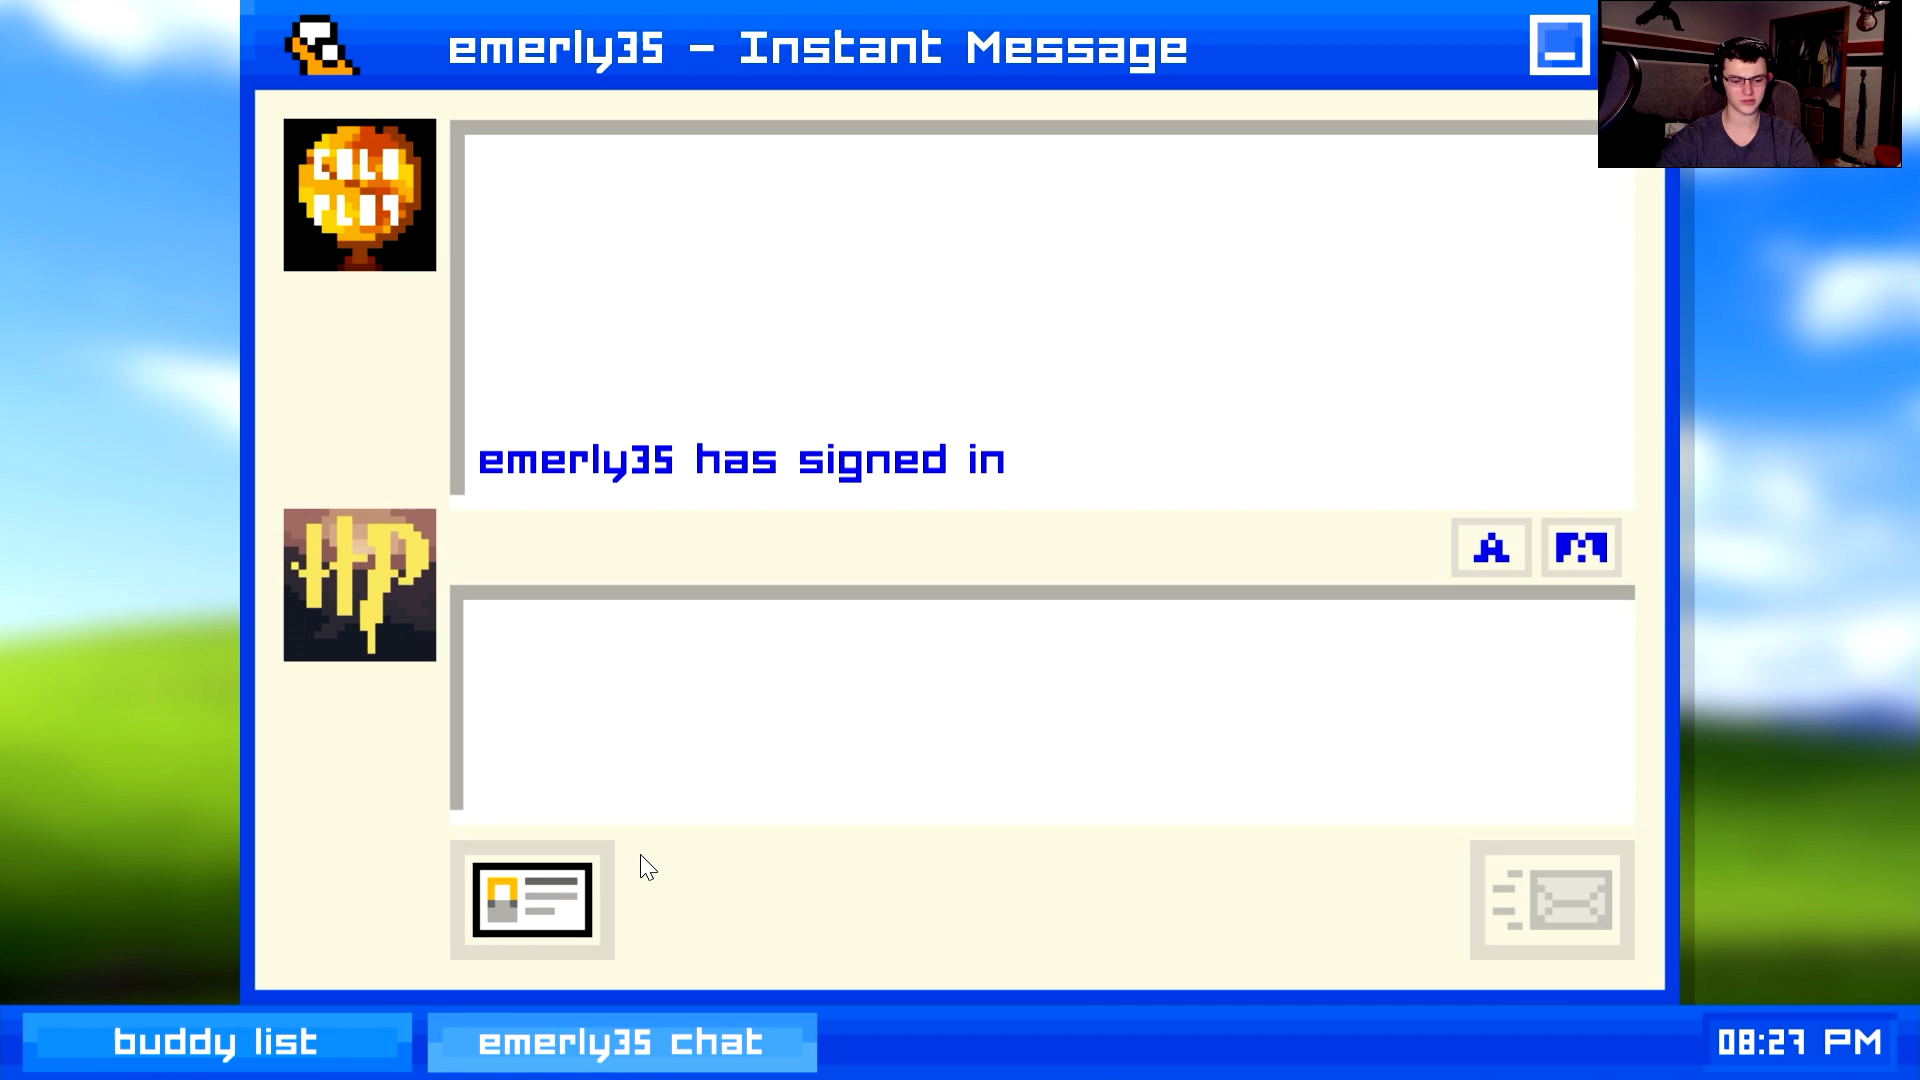 emerly35 - Instant Message
COLD
PLAY
emerly35 has signed in
A
M
HP
buddy list
emerly35 chat
08:27 PM